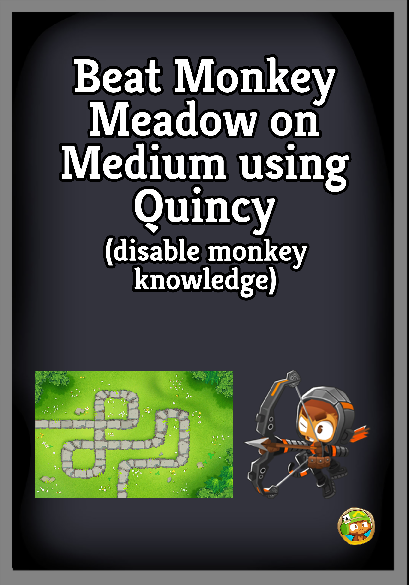 Beat Monkey
Meadow on
Medium using
Quincy
(disable monkey
knowledge)